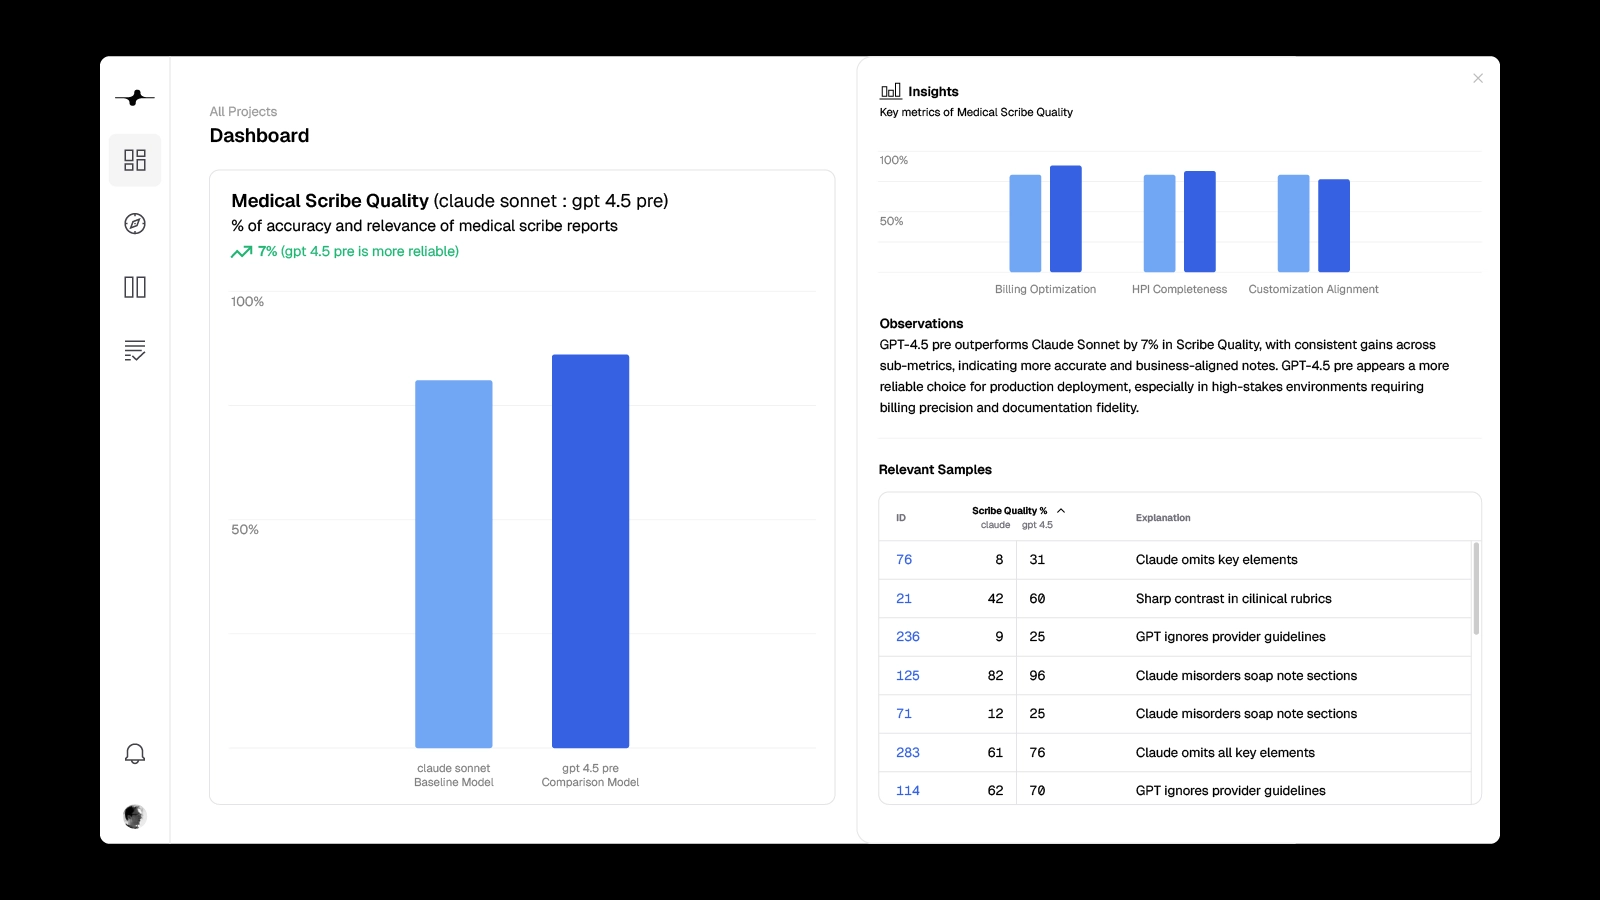 All Projects
Dashboard
Medical Scribe Quality (claude sonnet : gpt 4.5 pre)
% of accuracy and relevance of medical scribe reports
7% (gpt 4.5 pre is more reliable)
100%
50%
claude sonnet
Baseline Model
gpt 4.5 pre
Comparison Model
Insights
Key metrics of Medical Scribe Quality
100%
50%
Billing Optimization
HPI Completeness
Customization Alignment
Observations
GPT-4.5 pre outperforms Claude Sonnet by 7% in Scribe Quality, with consistent gains across
sub-metrics, indicating more accurate and business-aligned notes. GPT-4.5 pre appears a more
reliable choice for production deployment, especially in high-stakes environments requiring
billing precision and documentation fidelity.
Relevant Samples
ID Scribe Quality % Explanation
claude gpt 4.5
76 8 31 Claude omits key elements
21 42 60 Sharp contrast in cilinical rubrics
236 9 25 GPT ignores provider guidelines
125 82 96 Claude misorders soap note sections
71 12 25 Claude misorders soap note sections
283 61 76 Claude omits all key elements
114 62 70 GPT ignores provider guidelines